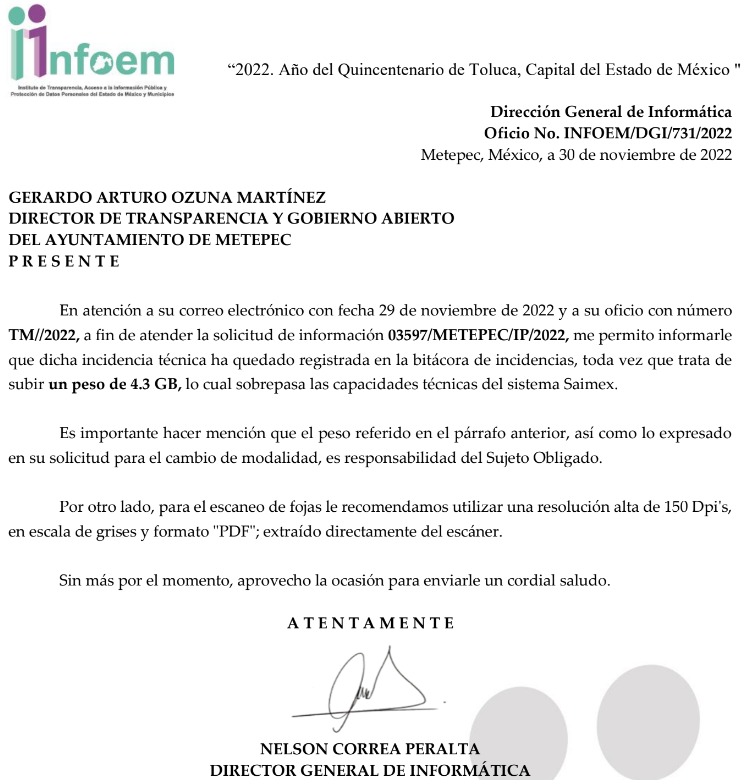 infoem
Instituto de Transparencia, Acceso a la Información Pública y
Protección de Datos Personales del Estado de México y Municipios
“2022. Año del Quincentenario de Toluca, Capital del Estado de México "
Dirección General de Informática
Oficio No. INFOEM/DGI/731/2022
Metepec, México, a 30 de noviembre de 2022
GERARDO ARTURO OZUNA MARTÍNEZ
DIRECTOR DE TRANSPARENCIA Y GOBIERNO ABIERTO
DEL AYUNTAMIENTO DE METEPEC
P R E S E N T E
En atención a su correo electrónico con fecha 29 de noviembre de 2022 y a su oficio con número
TM//2022, a fin de atender la solicitud de información 03597/METEPEC/IP/2022, me permito informarle
que dicha incidencia técnica ha quedado registrada en la bitácora de incidencias, toda vez que trata de
subir un peso de 4.3 GB, lo cual sobrepasa las capacidades técnicas del sistema Saimex.
Es importante hacer mención que el peso referido en el párrafo anterior, así como lo expresado
en su solicitud para el cambio de modalidad, es responsabilidad del Sujeto Obligado.
Por otro lado, para el escaneo de fojas le recomendamos utilizar una resolución alta de 150 Dpi's,
en escala de grises y formato "PDF"; extraído directamente del escáner.
Sin más por el momento, aprovecho la ocasión para enviarle un cordial saludo.
A T E N T A M E N T E
NELSON CORREA PERALTA
DIRECTOR GENERAL DE INFORMÁTICA